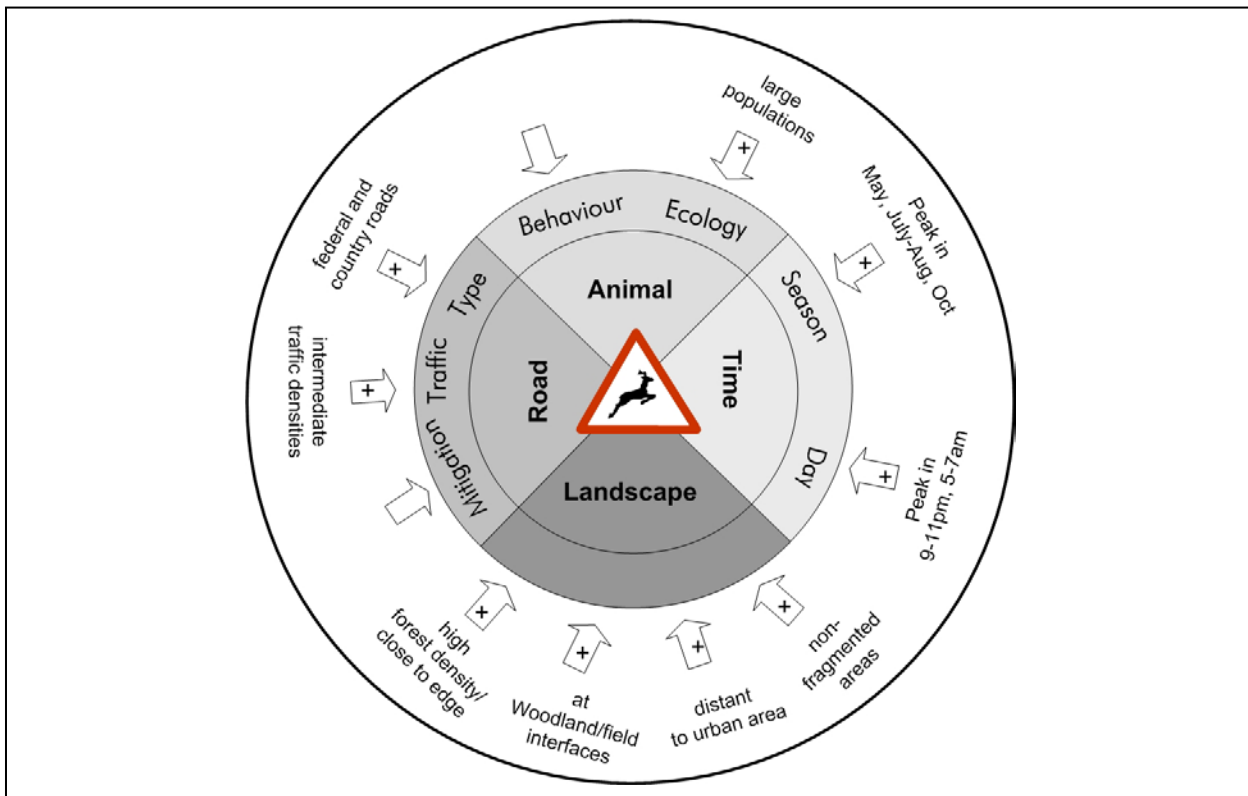 large
populations
Peak in
May, July-Aug, Oct
Peak in
9-11pm, 5-7am
non-
fragmented
areas
distant
to urban area
at
Woodland/field
interfaces
high
forest density/
close to edge
intermediate
traffic densities
federal and
country roads
+
+
+
+
+
+
+
+
+
Behaviour
Ecology
Season
Day
Mitigation
Traffic
Type
Animal
Time
Landscape
Road